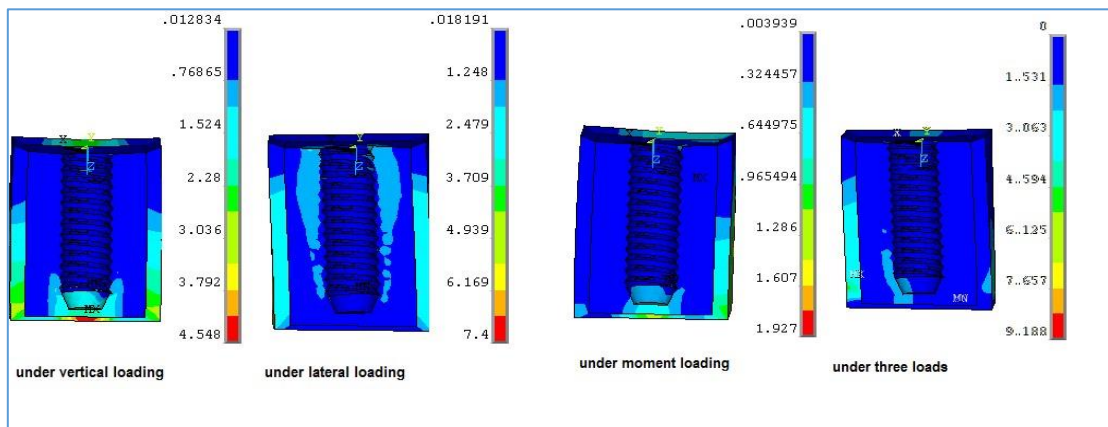 .012834
.76865
1.524
2.28
3.036
3.792
4.548
X
Y
Z
MX
under vertical loading
.018191
1.248
2.479
3.709
4.939
6.169
7.4
Y
Z
under lateral loading
.003939
.324457
.644975
.965494
1.286
1.607
1.927
Z
under moment loading
0
1.531
3.063
4.594
6.125
7.657
9.188
X
Y
Z
MX
MN
under three loads